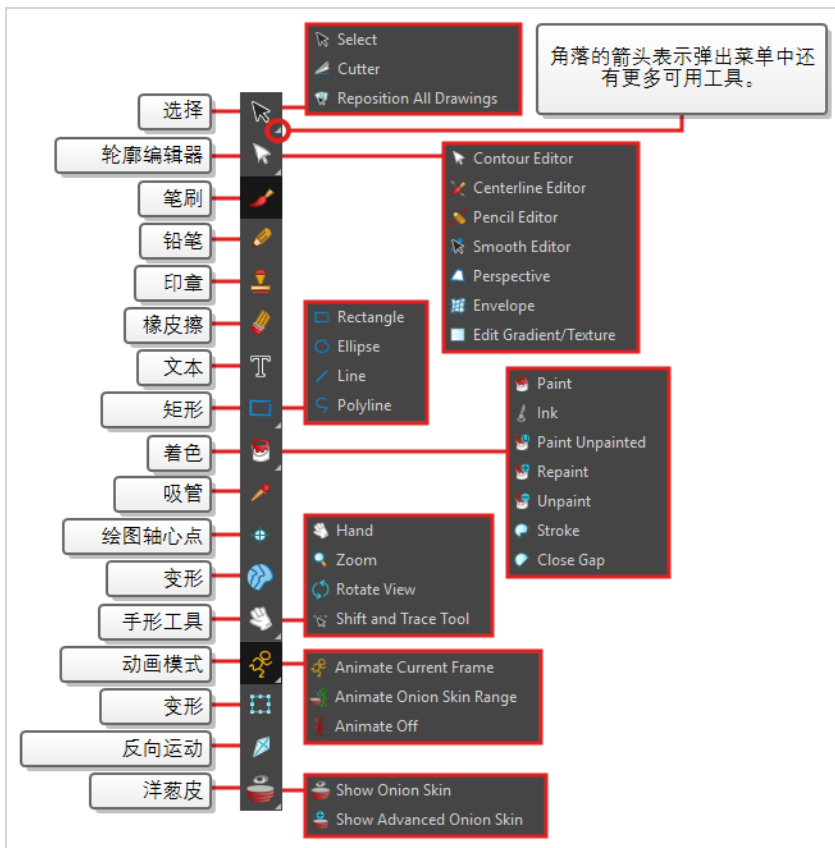 Select
Cutter
Reposition All Drawings
角落的箭头表示弹出菜单中还
有更多可用工具。
选择
轮廓编辑器
笔刷
铅笔
印章
橡皮擦
文本
矩形
着色
吸管
绘图轴心点
变形
手形工具
动画模式
变形
反向运动
洋葱皮
Contour Editor
Centerline Editor
Pencil Editor
Smooth Editor
Perspective
Envelope
Edit Gradient/Texture
Rectangle
Ellipse
Line
Polyline
Paint
Ink
Paint Unpainted
Repaint
Unpaint
Stroke
Close Gap
Hand
Zoom
Rotate View
Shift and Trace Tool
Animate Current Frame
Animate Onion Skin Range
Animate Off
Show Onion Skin
Show Advanced Onion Skin